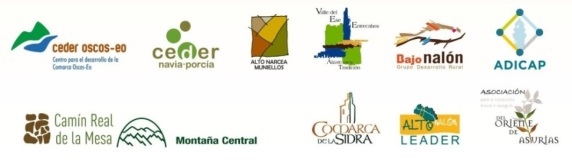 ceder oscos-eo
Centro para el desarrollo de la
Comarca Oscos-Eo
ceder
navia-porcía
ALTO NARCEA
MUNIELLOS
Valle del
Ese
Entrecabos
Tradición
Bajo nalón
Grupo Desarrollo Rural
ADICAP
Camín Real
de la Mesa
Montaña Central
COMARCA
DE LA SIDRA
ALTO NALÓN
LEADER
ASOCIACIÓN
DEL ORIENTE DE ASTURIAS